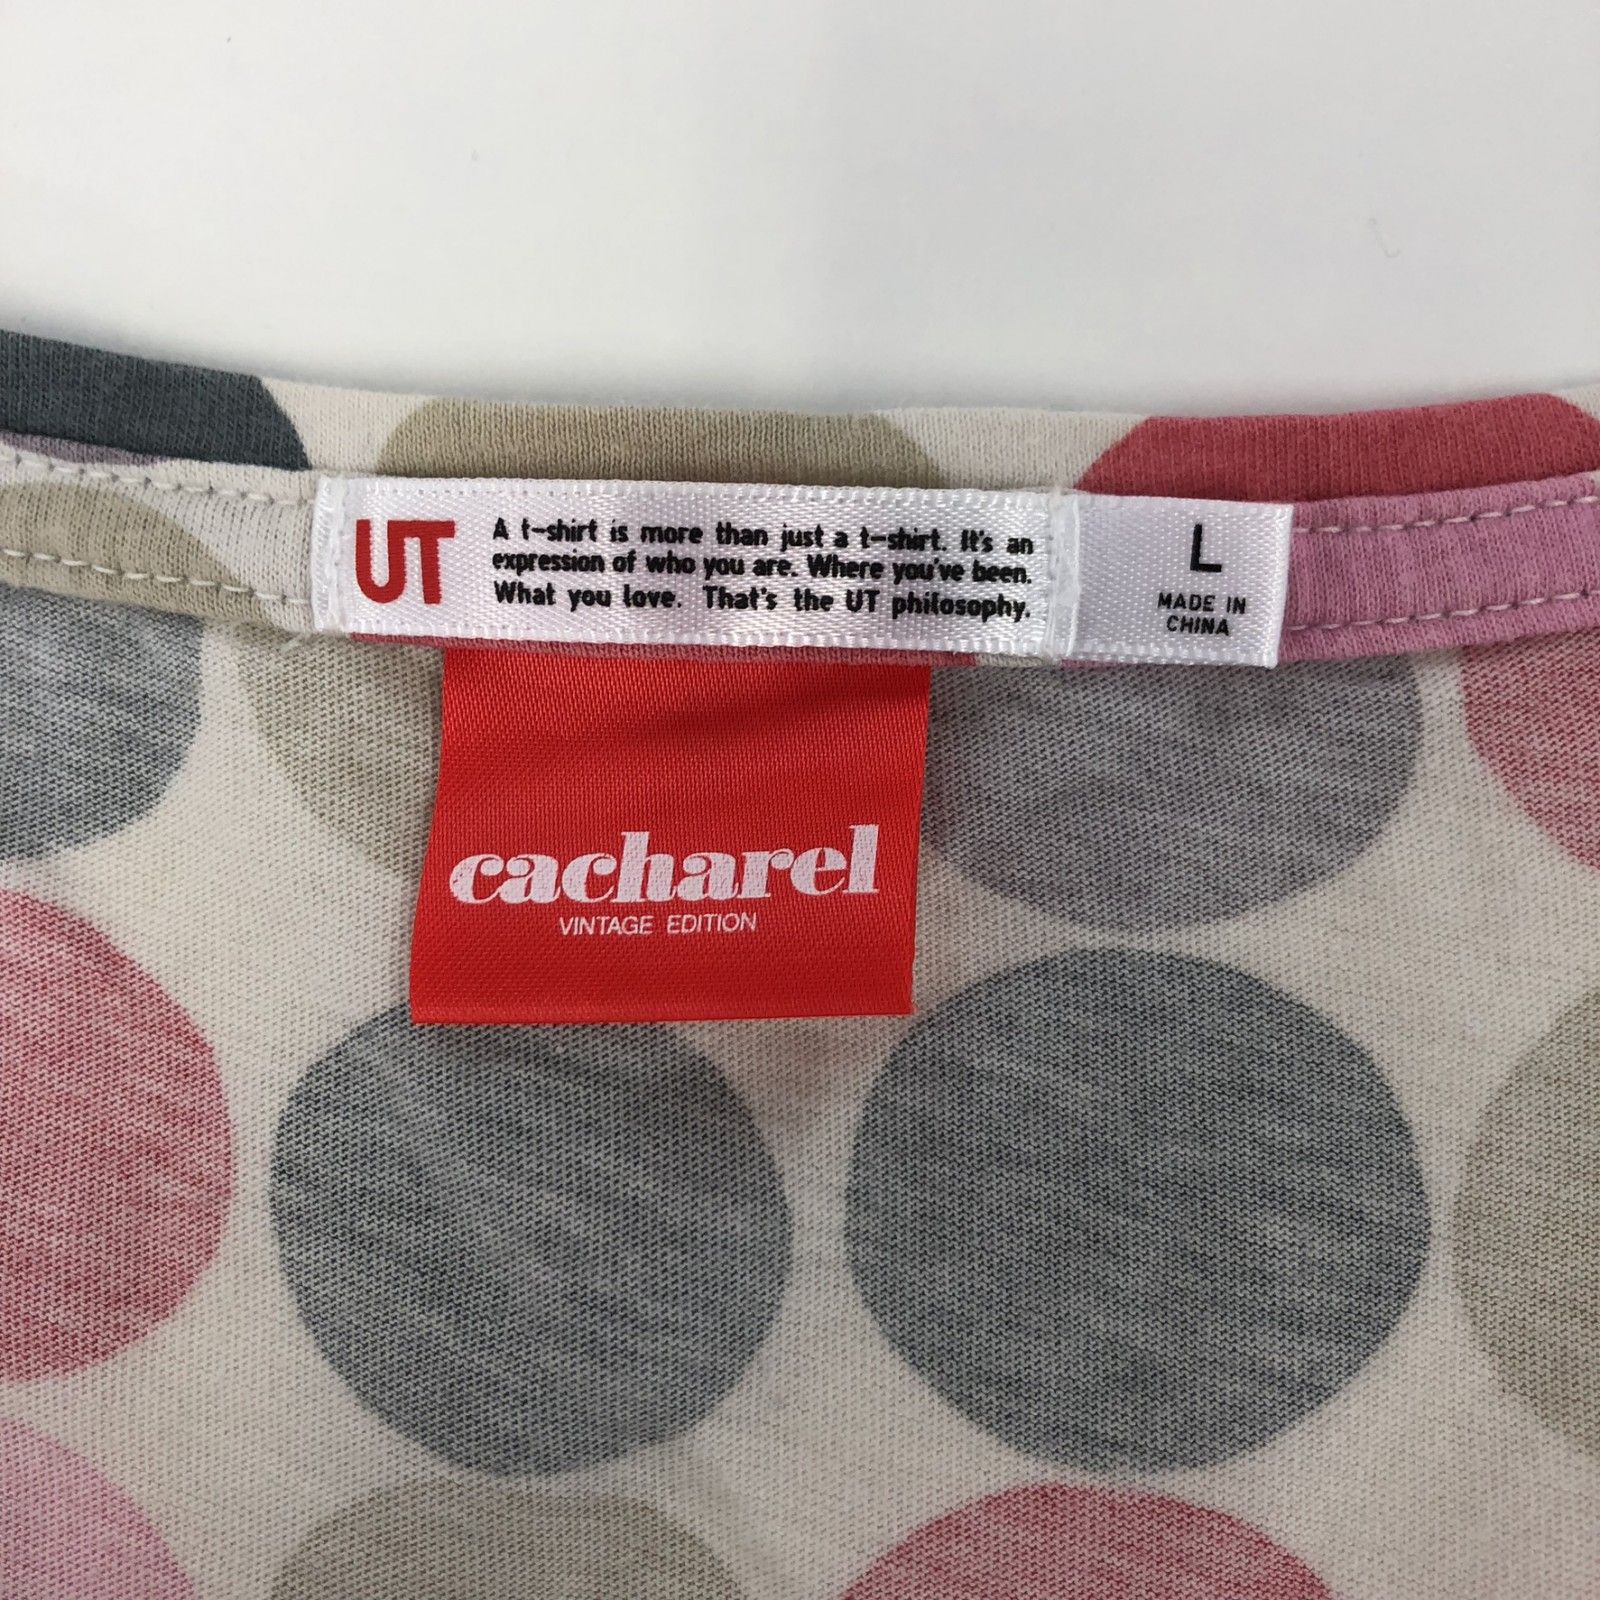 UT
A t-shirt is more than just a t-shirt. It's an
expression of who you are. Where you've been.
What you love. That's the UT philosophy.
L
MADE IN
CHINA
cacharel
VINTAGE EDITION